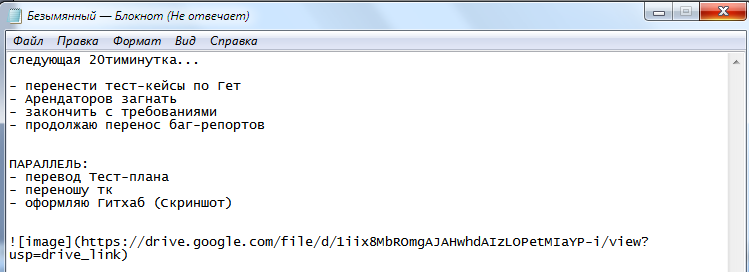 Безымянный — Блокнот (Не отвечает)
Файл Правка Формат Вид Справка
следующая 20тиминутка...
- перенести тест-кейсы по Гет
- Арендаторов загнать
- закончить с требованиями
- продолжаю перенос баг-репортов
ПАРАЛЛЕЛЬ:
- перевод Тест-плана
- переношу тк
- оформляю Гитхаб (Скриншот)
![image](https://drive.google.com/file/d/1iix8MbROmgAJAHwhdAIzLOPetMIaYP-i/view?
usp=drive_link)